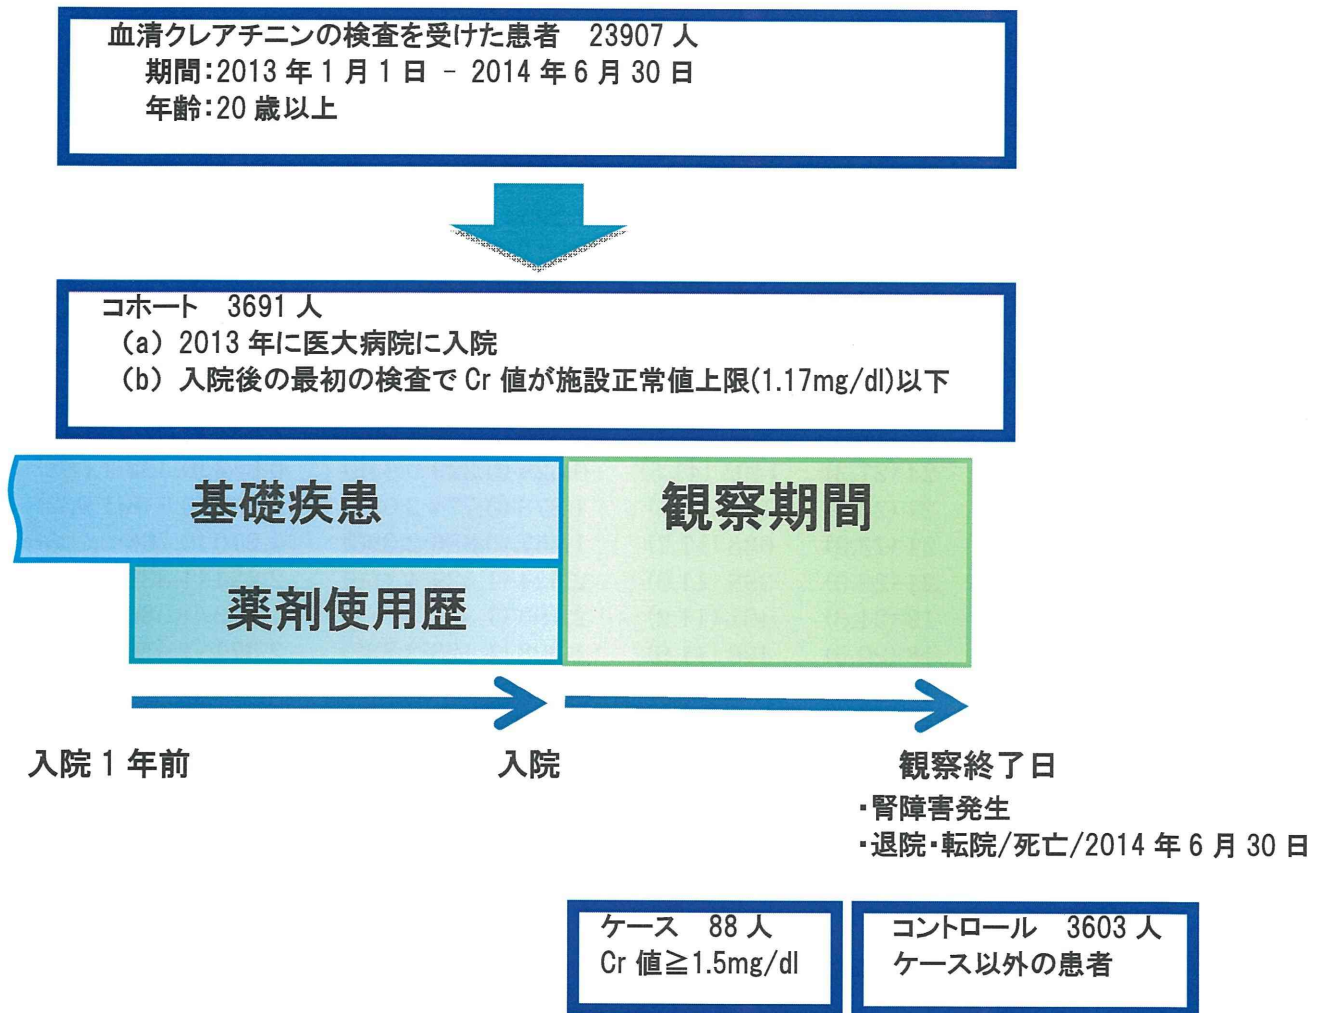 血清クレアチニンの検査を受けた患者　23907 人
期間:2013 年 1 月 1 日 – 2014 年 6 月 30 日
年齢:20 歳以上
コホート　3691 人
（a）2013 年に医大病院に入院
（b）入院後の最初の検査で Cr 値が施設正常値上限(1.17mg/dl)以下
基礎疾患
観察期間
薬剤使用歴
入院 1 年前
入院
観察終了日
・腎障害発生
・退院・転院/死亡/2014 年 6 月 30 日
ケース　88 人
Cr 値≧1.5mg/dl
コントロール　3603 人
ケース以外の患者